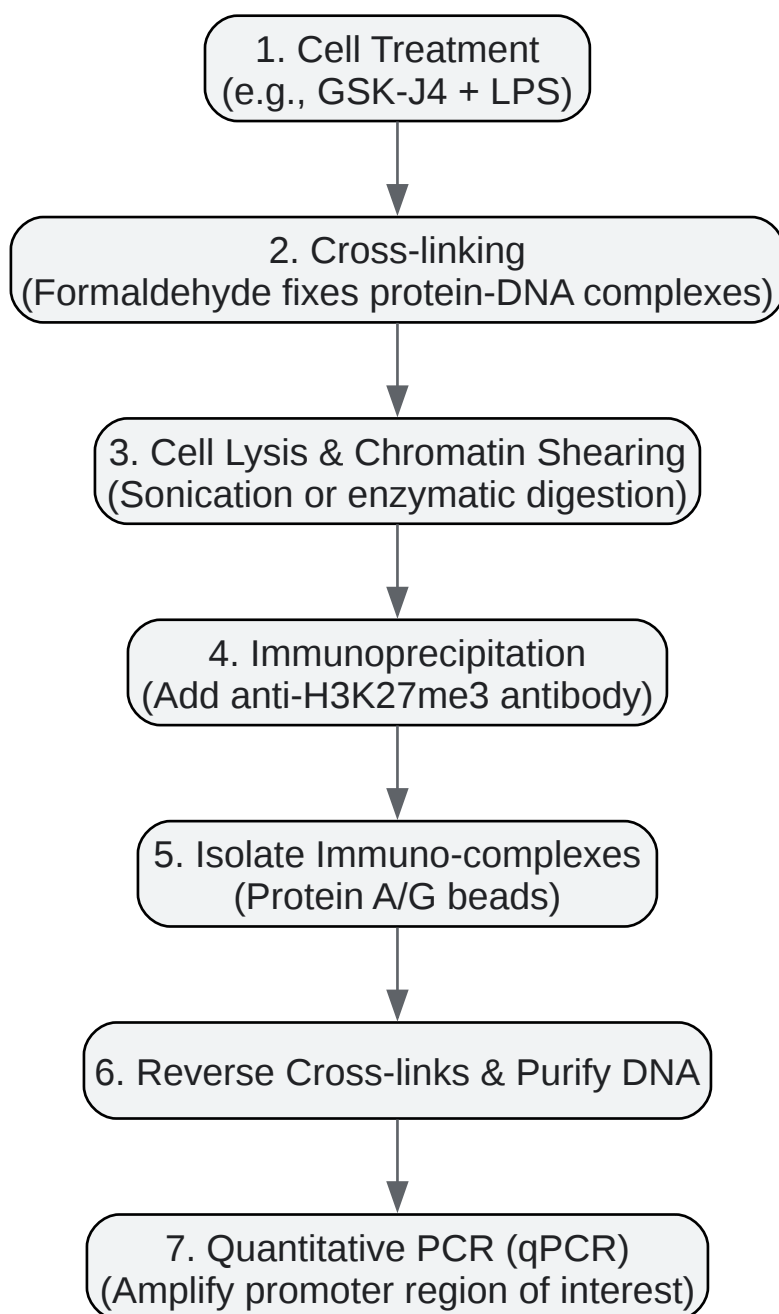 1. Cell Treatment
(e.g., GSK-J4 + LPS)
2. Cross-linking
(Formaldehyde fixes protein-DNA complexes)
3. Cell Lysis & Chromatin Shearing
(Sonication or enzymatic digestion)
4. Immunoprecipitation
(Add anti-H3K27me3 antibody)
5. Isolate Immuno-complexes
(Protein A/G beads)
6. Reverse Cross-links & Purify DNA
7. Quantitative PCR (qPCR)
(Amplify promoter region of interest)